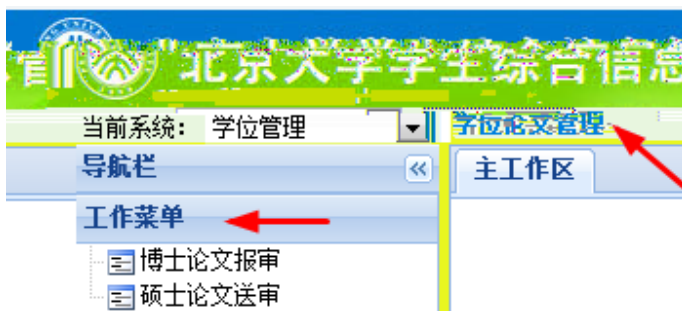 北京大学学生综合信息
当前系统： 学位管理 学位论文管理
导航栏 主工作区
工作菜单
博士论文报审
硕士论文送审